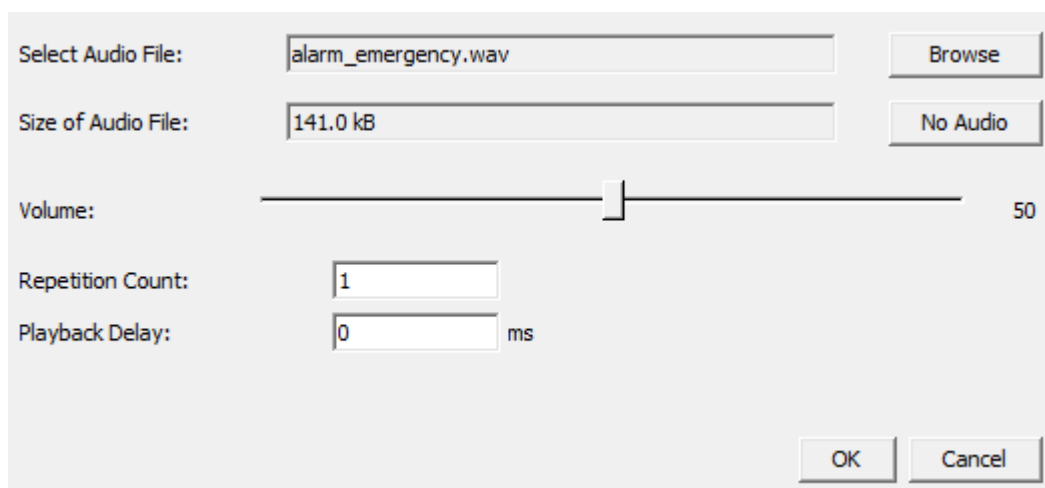 Select Audio File: alarm_emergency.wav Browse
Size of Audio File: 141.0 kB No Audio
Volume: 50
Repetition Count: 1
Playback Delay: 0 ms
OK Cancel